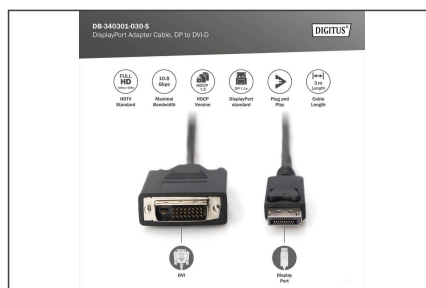 DB-340301-030-S
DisplayPort Adapter Cable, DP to DVI-D
DIGITUS®
FULL
HD
10.8
Gbps
HDCP
1.3
DP 1.1a
3 m
Length
HDTV
Standard
Maximal
Bandwidth
HDCP
Version
DisplayPort
standard
Plug and
Play
Cable
Length
DVI
Display
Port